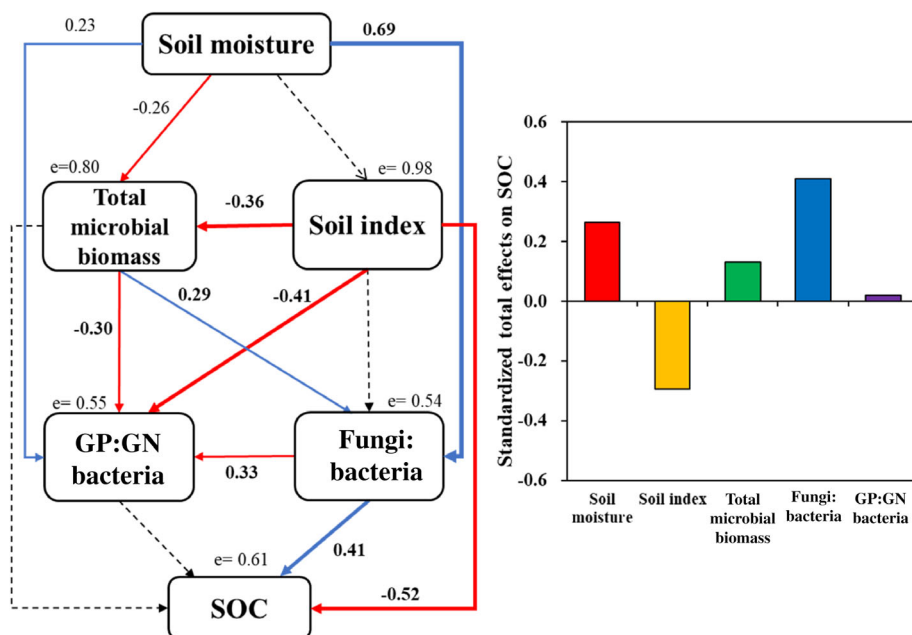 0.23
Soil moisture
0.69
-0.26
e=0.80
e= 0.98
Total
microbial
biomass
-0.36
Soil index
0.29
-0.41
-0.30
e= 0.55
e= 0.54
GP:GN
bacteria
0.33
Fungi:
bacteria
0.41
e= 0.61
SOC
-0.52
Standardized total effects on SOC
0.6
0.4
0.2
0.0
-0.2
-0.4
-0.6
Soil
moisture
Soil index
Total
microbial
biomass
Fungi:
bacteria
GP:GN
bacteria